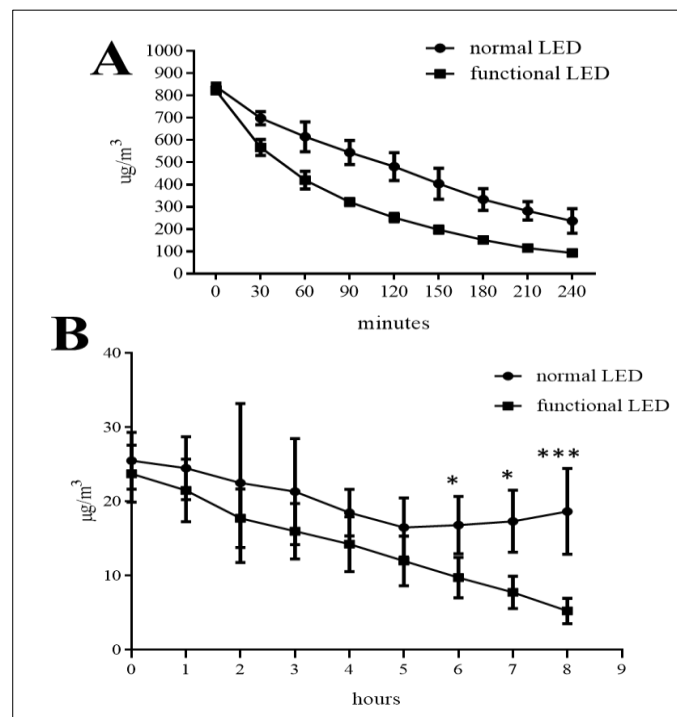 A
1000
900
800
700
600
500
400
300
200
100
0
ug/m³
normal LED
functional LED
0 30 60 90 120 150 180 210 240
minutes
B
40
30
20
10
0
μg/m³
normal LED
functional LED
* * ***
0 1 2 3 4 5 6 7 8 9
hours